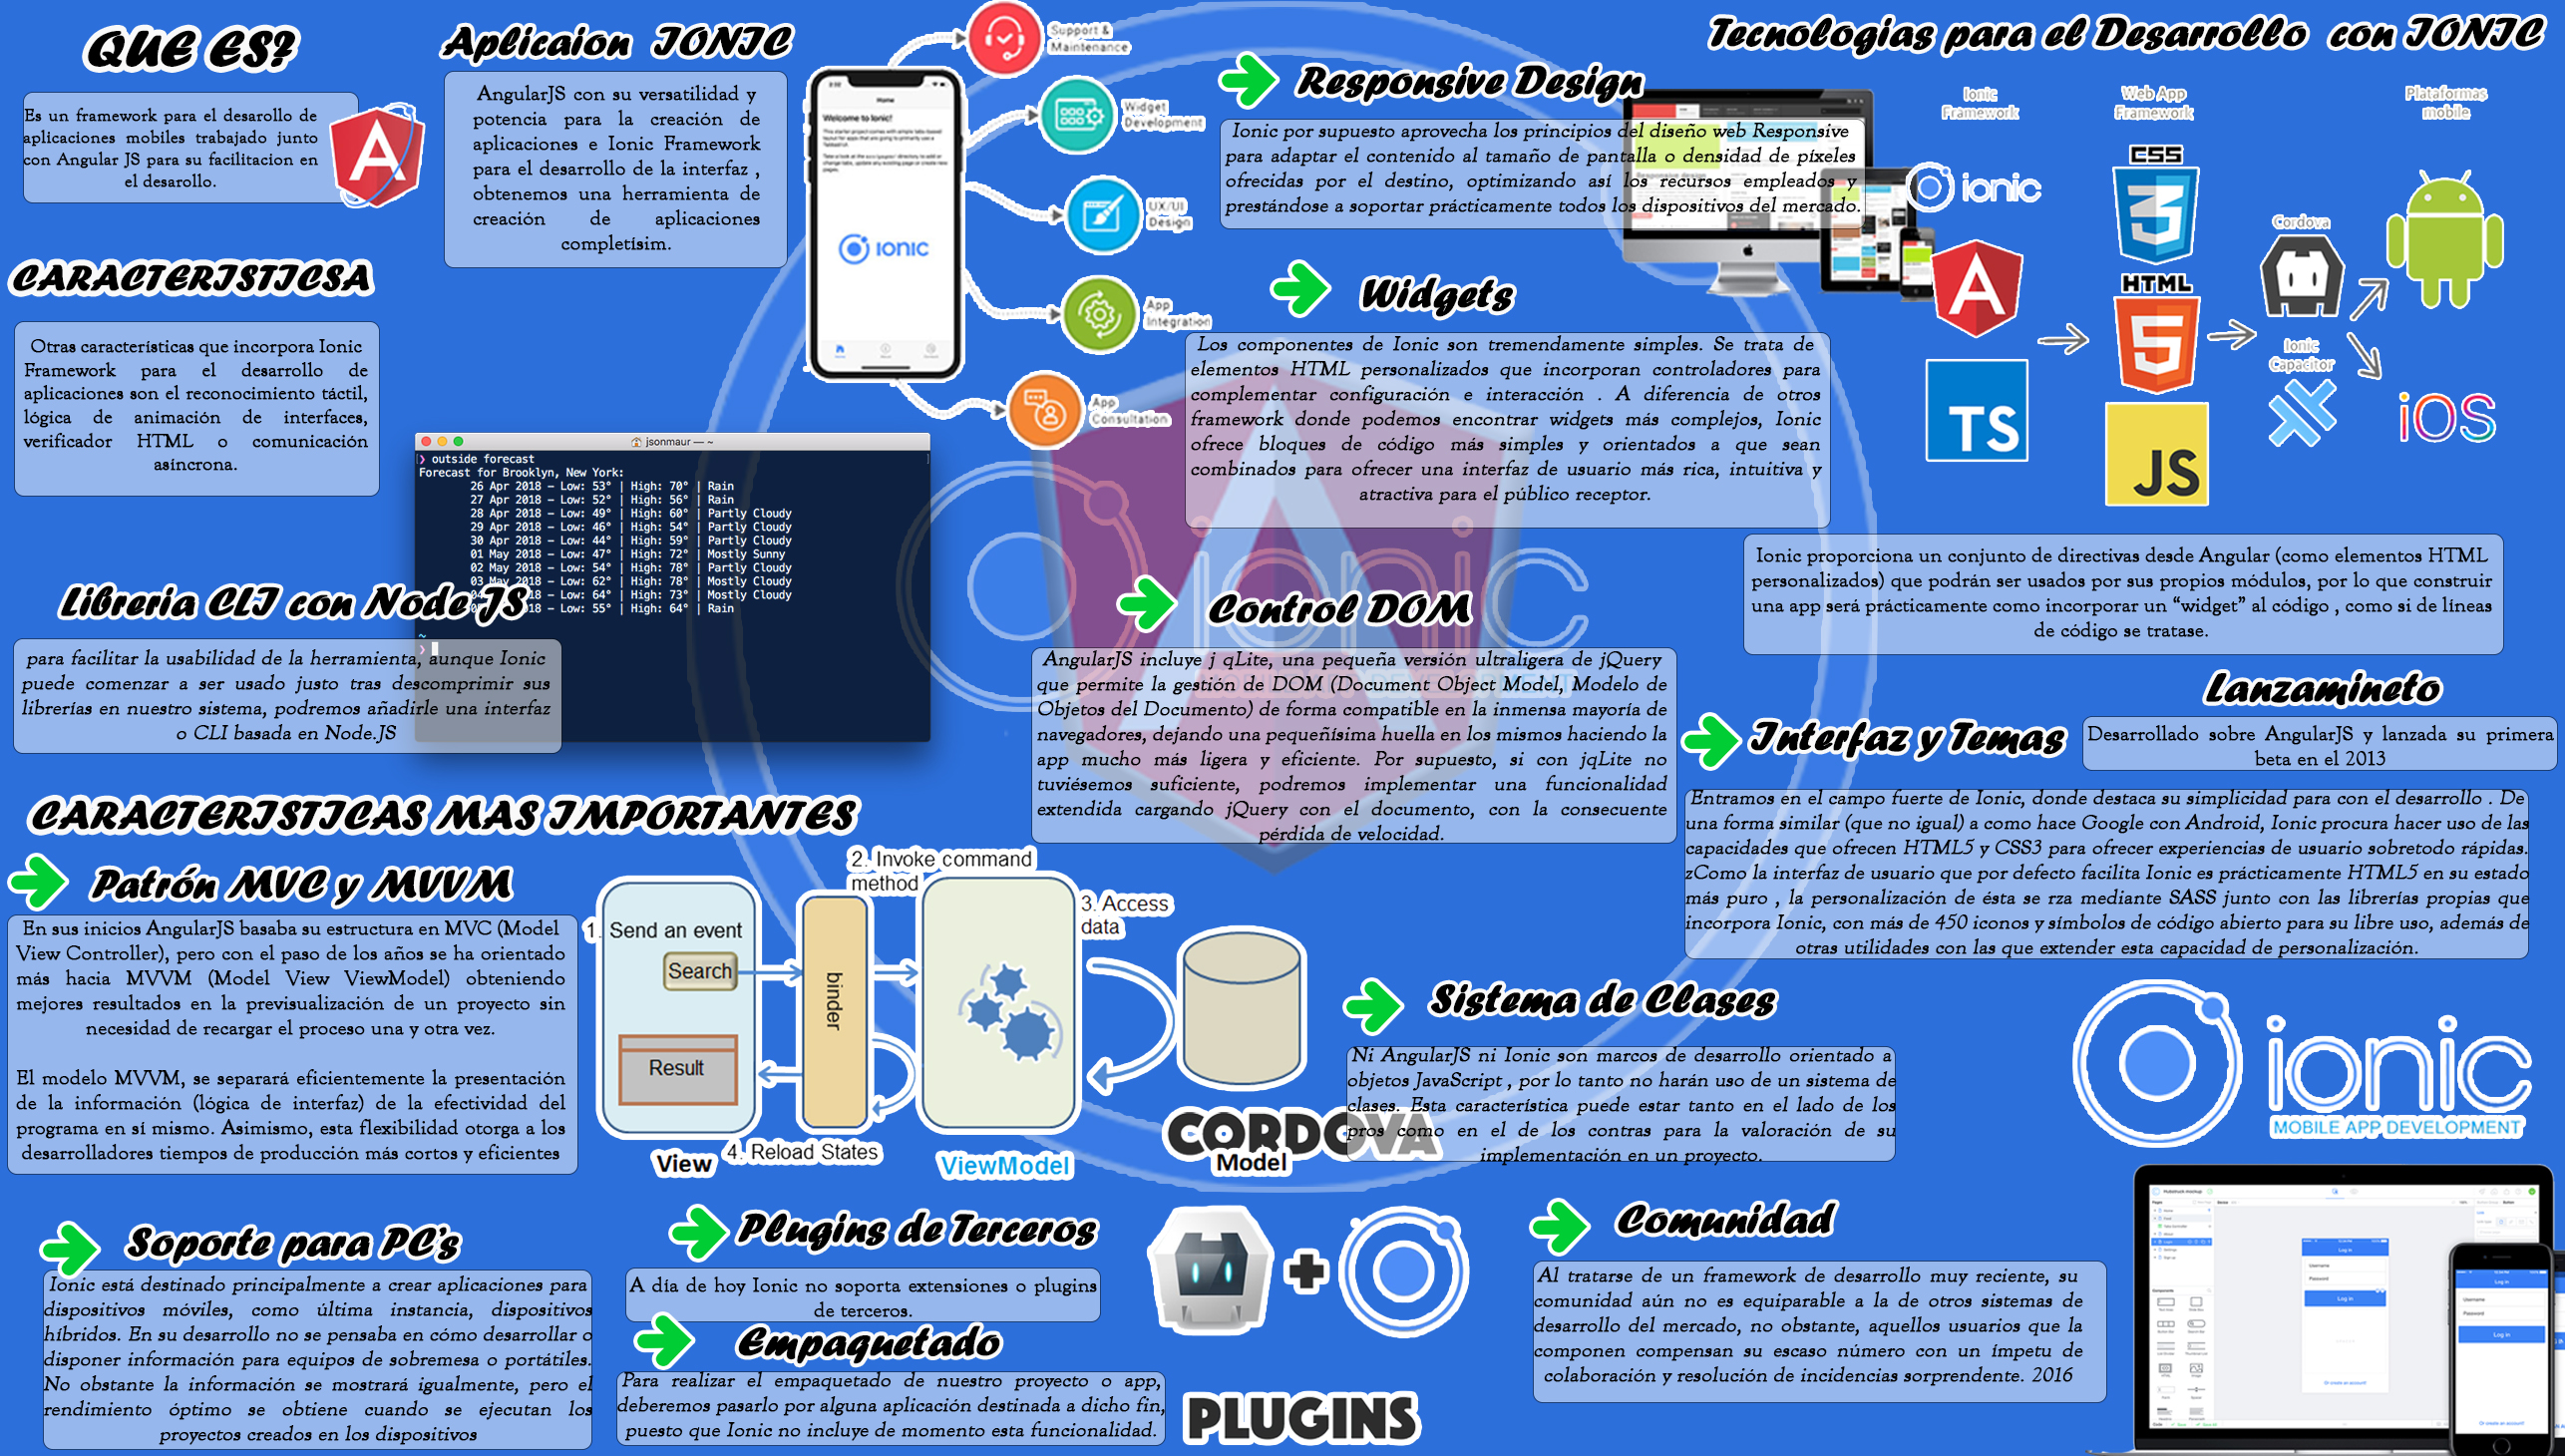 QUE ES?
Es un framework para el desarollo de
aplicaciones mobiles trabajado junto
con Angular JS para su facilitacion en
el desarollo.
CARACTERISTICSA
Otras características que incorpora Ionic
Framework para el desarrollo de
aplicaciones son el reconocimiento táctil,
lógica de animación de interfaces,
verificador HTML o comunicación
asíncrona.
Aplicaion IONIC
AngularJS con su versatilidad y
potencia para la creación de
aplicaciones e Ionic Framework
para el desarrollo de la interfaz ,
obtenemos una herramienta de
creación de aplicaciones
completísim.
Home
Welcome to Ionic!
ionic
Support &
Maintenance
Widget
Development
UX/UI
Design
App
Integration
App
Consultation
jsonmaur — ~
outside forecast
Forecast for Brooklyn, New York:
26 Apr 2018 – Low: 53° | High: 70° | Rain
27 Apr 2018 – Low: 52° | High: 56° | Rain
28 Apr 2018 – Low: 49° | High: 60° | Partly Cloudy
29 Apr 2018 – Low: 46° | High: 54° | Partly Cloudy
30 Apr 2018 – Low: 44° | High: 59° | Partly Cloudy
01 May 2018 – Low: 47° | High: 72° | Mostly Sunny
02 May 2018 – Low: 54° | High: 78° | Partly Cloudy
03 May 2018 – Low: 62° | High: 78° | Mostly Cloudy
018 – Low: 64° | High: 73° | Mostly Cloudy
018 – Low: 55° | High: 64° | Rain
~
Libreria CLI con Node JS
para facilitar la usabilidad de la herramienta, aunque Ionic
puede comenzar a ser usado justo tras descomprimir sus
librerías en nuestro sistema, podremos añadirle una interfaz
o CLI basada en Node.JS
Responsive Design
Ionic por supuesto aprovecha los principios del diseño web Responsive
para adaptar el contenido al tamaño de pantalla o densidad de píxeles
ofrecidas por el destino, optimizando así los recursos empleados y
prestándose a soportar prácticamente todos los dispositivos del mercado.
Widgets
Los componentes de Ionic son tremendamente simples. Se trata de
elementos HTML personalizados que incorporan controladores para
complementar configuración e interacción . A diferencia de otros
framework donde podemos encontrar widgets más complejos, Ionic
ofrece bloques de código más simples y orientados a que sean
combinados para ofrecer una interfaz de usuario más rica, intuitiva y
atractiva para el público receptor.
Control DOM
AngularJS incluye j qLite, una pequeña versión ultraligera de jQuery
que permite la gestión de DOM (Document Object Model, Modelo de
Objetos del Documento) de forma compatible en la inmensa mayoría de
navegadores, dejando una pequeñísima huella en los mismos haciendo la
app mucho más ligera y eficiente. Por supuesto, si con jqLite no
tuviésemos suficiente, podremos implementar una funcionalidad
extendida cargando jQuery con el documento, con la consecuente
pérdida de velocidad.
ionic
Tecnologias para el Desarrollo con IONIC
Ionic
Framework
Web App
Framework
Plataformas
mobile
ionic
CSS
3
HTML
5
TS
JS
Cordova
Ionic
Capacitor
iOS
Ionic proporciona un conjunto de directivas desde Angular (como elementos HTML
personalizados) que podrán ser usados por sus propios módulos, por lo que construir
una app será prácticamente como incorporar un “widget” al código , como si de líneas
de código se tratase.
Lanzamineto
Desarrollado sobre AngularJS y lanzada su primera
beta en el 2013
Interfaz y Temas
Entramos en el campo fuerte de Ionic, donde destaca su simplicidad para con el desarrollo . De
una forma similar (que no igual) a como hace Google con Android, Ionic procura hacer uso de las
capacidades que ofrecen HTML5 y CSS3 para ofrecer experiencias de usuario sobretodo rápidas.
zComo la interfaz de usuario que por defecto facilita Ionic es prácticamente HTML5 en su estado
más puro , la personalización de ésta se rza mediante SASS junto con las librerías propias que
incorpora Ionic, con más de 450 iconos y símbolos de código abierto para su libre uso, además de
otras utilidades con las que extender esta capacidad de personalización.
CARACTERISTICAS MAS IMPORTANTES
Patrón MVC y MVVM
En sus inicios AngularJS basaba su estructura en MVC (Model
View Controller), pero con el paso de los años se ha orientado
más hacia MVVM (Model View ViewModel) obteniendo
mejores resultados en la previsualización de un proyecto sin
necesidad de recargar el proceso una y otra vez.
El modelo MVVM, se separará eficientemente la presentación
de la información (lógica de interfaz) de la efectividad del
programa en sí mismo. Asimismo, esta flexibilidad otorga a los
desarrolladores tiempos de producción más cortos y eficientes
1. Send an event
Search
Result
View
binder
2. Invoke command
method
3. Access
data
4. Reload States
ViewModel
Model
CORDOVA
Sistema de Clases
Ni AngularJS ni Ionic son marcos de desarrollo orientado a
objetos JavaScript , por lo tanto no harán uso de un sistema de
clases. Esta característica puede estar tanto en el lado de los
pros como en el de los contras para la valoración de su
implementación en un proyecto.
ionic
MOBILE APP DEVELOPMENT
Soporte para PC's
Ionic está destinado principalmente a crear aplicaciones para
dispositivos móviles, como última instancia, dispositivos
híbridos. En su desarrollo no se pensaba en cómo desarrollar o
disponer información para equipos de sobremesa o portátiles.
No obstante la información se mostrará igualmente, pero el
rendimiento óptimo se obtiene cuando se ejecutan los
proyectos creados en los dispositivos
Plugins de Terceros
A día de hoy Ionic no soporta extensiones o plugins
de terceros.
Empaquetado
Para realizar el empaquetado de nuestro proyecto o app,
deberemos pasarlo por alguna aplicación destinada a dicho fin,
puesto que Ionic no incluye de momento esta funcionalidad.
PLUGINS
Comunidad
Al tratarse de un framework de desarrollo muy reciente, su
comunidad aún no es equiparable a la de otros sistemas de
desarrollo del mercado, no obstante, aquellos usuarios que la
componen compensan su escaso número con un ímpetu de
colaboración y resolución de incidencias sorprendente. 2016
Log in
Username
Password
Log in
Or create an account!
Log in
Username
Password
Log in
Or create an account!